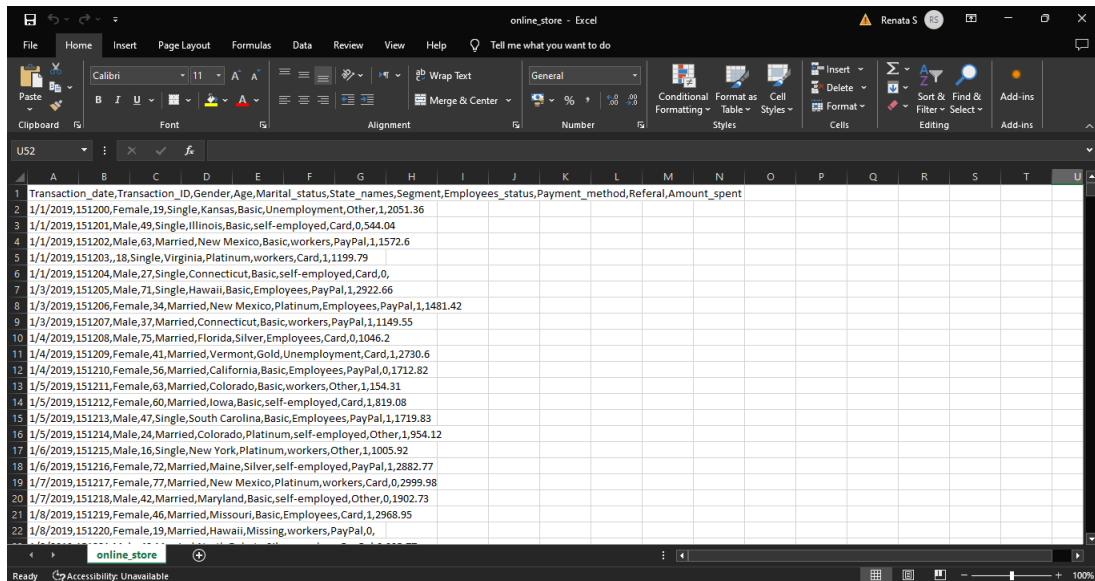 online_store - Excel
Renata S
RS
File Home Insert Page Layout Formulas Data Review View Help Tell me what you want to do
Paste
Clipboard
Calibri 11 A A
B I U A
Font
Wrap Text
Merge & Center
Alignment
General
% , .00
Number
Conditional Formatting
Format as Table
Cell Styles
Styles
Insert
Delete
Format
Cells
Sort & Filter
Find & Select
Editing
Add-ins
Add-ins
U52 fx
A B C D E F G H I J K L M N O P Q R S T U
1 Transaction_date,Transaction_ID,Gender,Age,Marital_status,State_names,Segment,Employees_status,Payment_method,Referal,Amount_spent
2 1/1/2019,151200,Female,19,Single,Kansas,Basic,Unemployment,Other,1,2051.36
3 1/1/2019,151201,Male,49,Single,Illinois,Basic,self-employed,Card,0,544.04
4 1/1/2019,151202,Male,63,Married,New Mexico,Basic,workers,PayPal,1,1572.6
5 1/1/2019,151203,,18,Single,Virginia,Platinum,workers,Card,1,1199.79
6 1/1/2019,151204,Male,27,Single,Connecticut,Basic,self-employed,Card,0,
7 1/3/2019,151205,Male,71,Single,Hawaii,Basic,Employees,PayPal,1,2922.66
8 1/3/2019,151206,Female,34,Married,New Mexico,Platinum,Employees,PayPal,1,1481.42
9 1/3/2019,151207,Male,37,Married,Connecticut,Basic,workers,PayPal,1,1149.55
10 1/4/2019,151208,Male,75,Married,Florida,Silver,Employees,Card,0,1046.2
11 1/4/2019,151209,Female,41,Married,Vermont,Gold,Unemployment,Card,1,2730.6
12 1/4/2019,151210,Female,56,Married,California,Basic,Employees,PayPal,0,1712.82
13 1/5/2019,151211,Female,63,Married,Colorado,Basic,workers,Other,1,154.31
14 1/5/2019,151212,Female,60,Married,Iowa,Basic,self-employed,Card,1,819.08
15 1/5/2019,151213,Male,47,Single,South Carolina,Basic,Employees,PayPal,1,1719.83
16 1/5/2019,151214,Male,24,Married,Colorado,Platinum,self-employed,Other,1,954.12
17 1/6/2019,151215,Male,16,Single,New York,Platinum,workers,Other,1,1005.92
18 1/6/2019,151216,Female,72,Married,Maine,Silver,self-employed,PayPal,1,2882.77
19 1/7/2019,151217,Female,77,Married,New Mexico,Platinum,workers,Card,0,2999.98
20 1/7/2019,151218,Male,42,Married,Maryland,Basic,self-employed,Other,0,1902.73
21 1/8/2019,151219,Female,46,Married,Missouri,Basic,Employees,Card,1,2968.95
22 1/8/2019,151220,Female,19,Married,Hawaii,Missing,workers,PayPal,0,
online_store
Ready Accessibility: Unavailable 100%